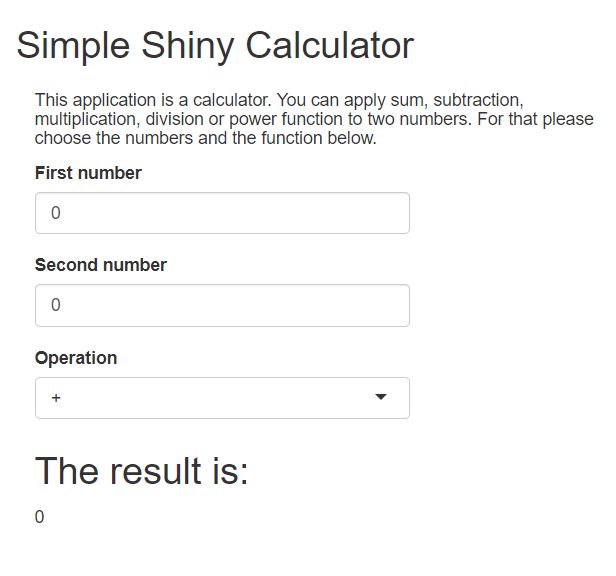 Simple Shiny Calculator
This application is a calculator. You can apply sum, subtraction,
multiplication, division or power function to two numbers. For that please
choose the numbers and the function below.
First number
0
Second number
0
Operation
+
The result is:
0